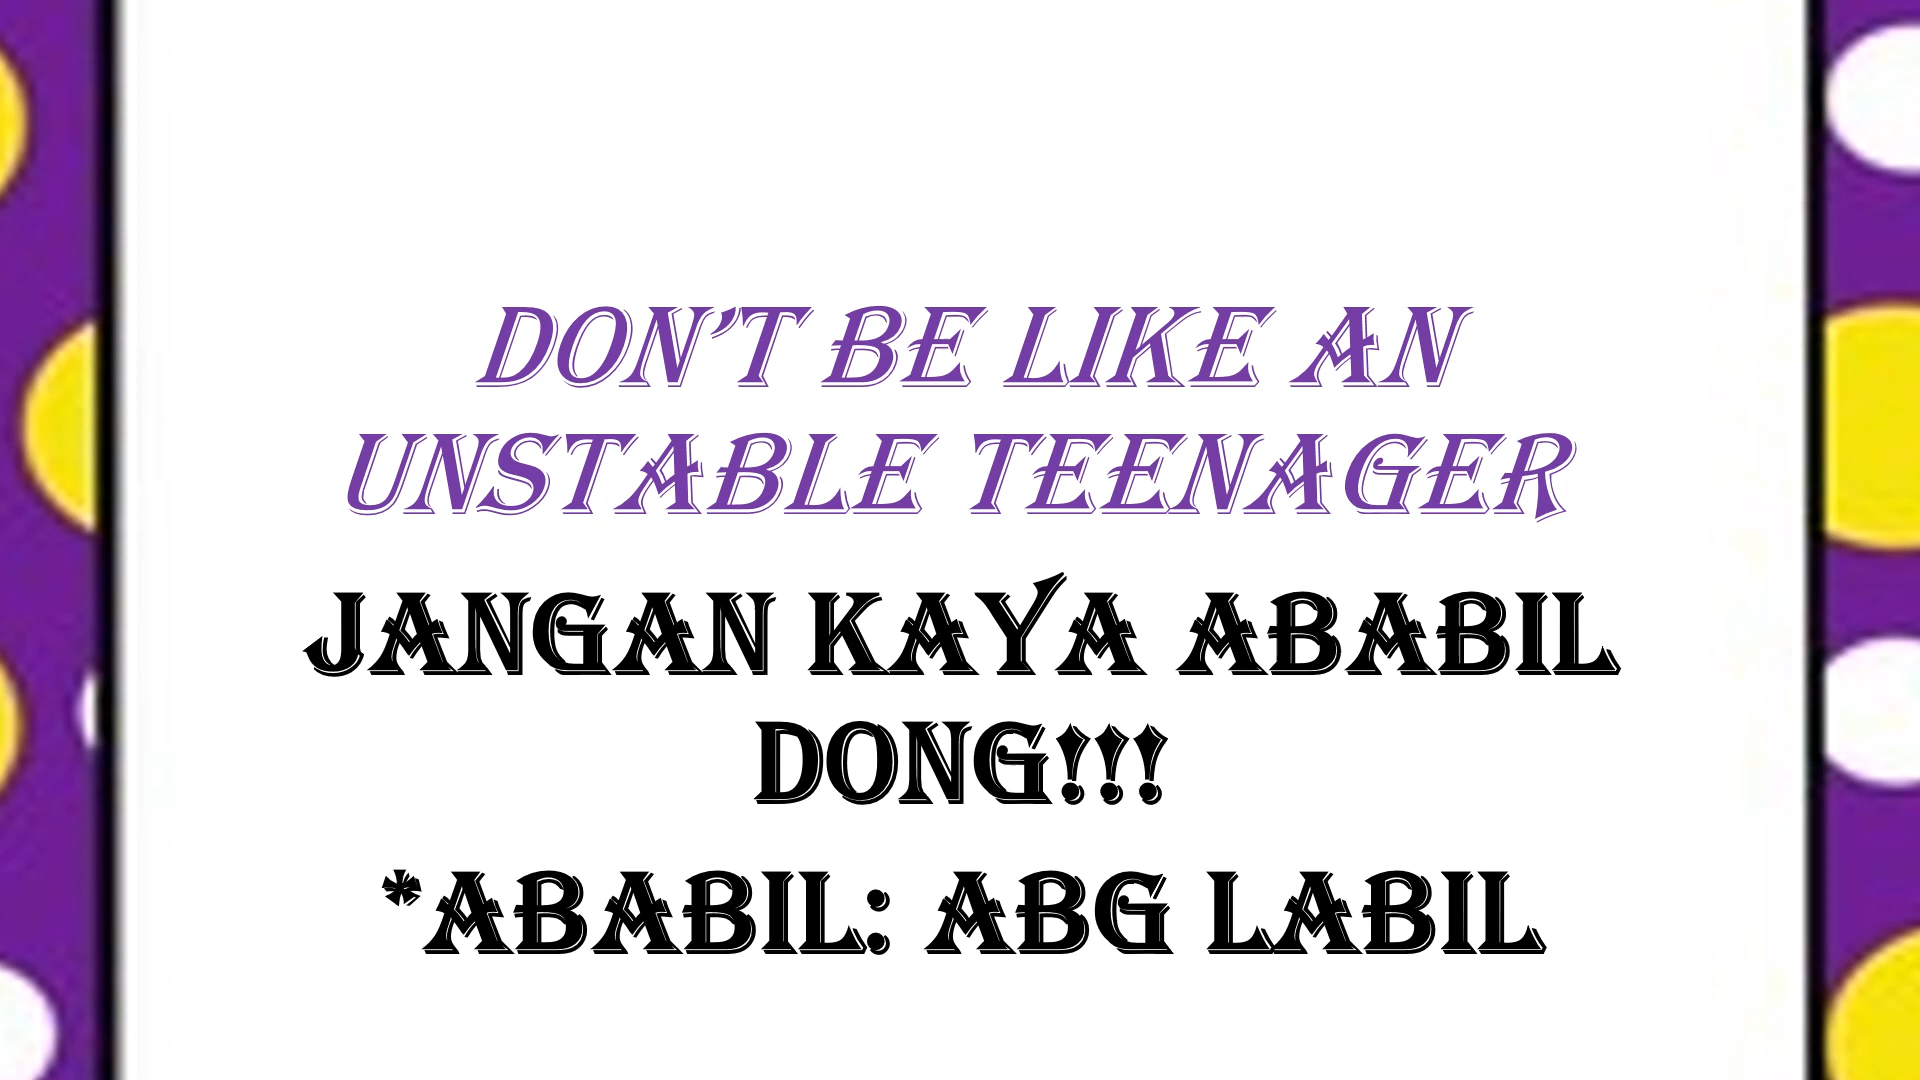 DON’T BE LIKE AN
UNSTABLE TEENAGER
JANGAN KAYA ABABIL
DONG!!!
*ABABIL: ABG LABIL